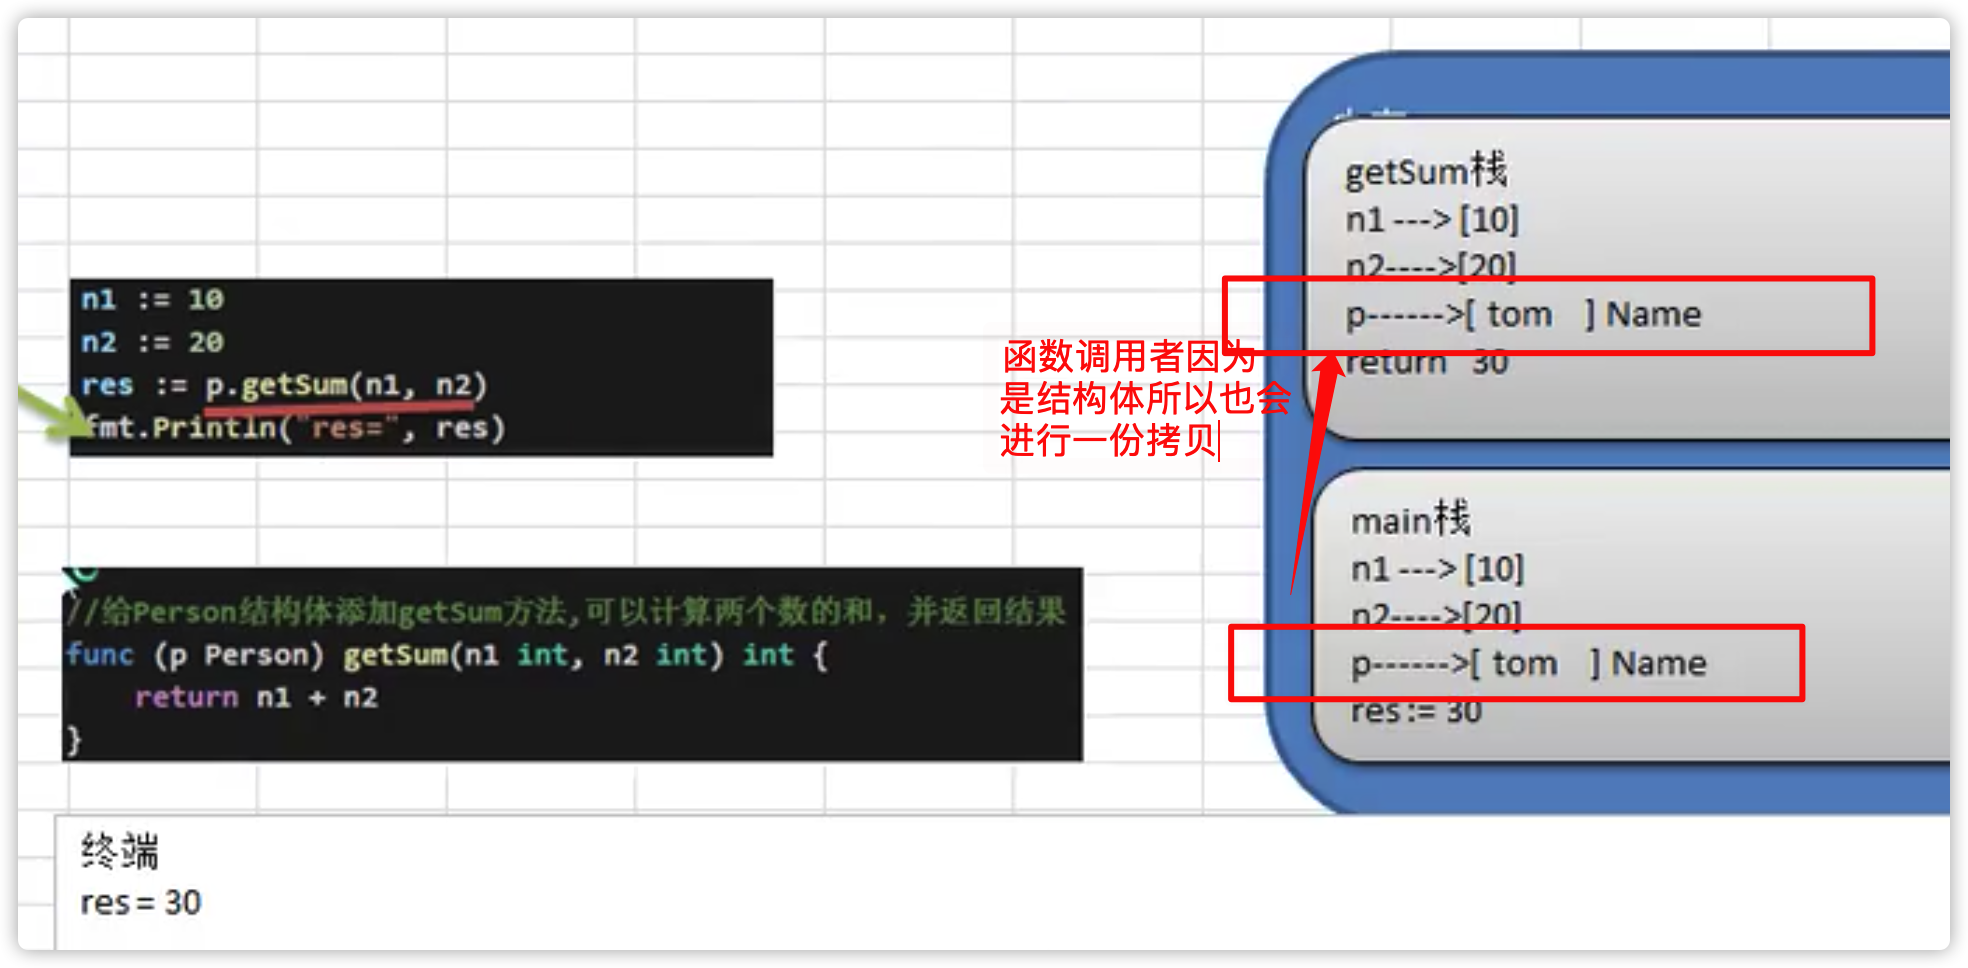 n1 := 10
n2 := 20
res := p.getSum(n1, n2)
fmt.Println("res=", res)
//给Person结构体添加getSum方法,可以计算两个数的和，并返回结果
func (p Person) getSum(n1 int, n2 int) int {
return n1 + n2
}
终端
res = 30
函数调用者因为
是结构体所以也会
进行一份拷贝
getSum栈
n1 ---> [10]
n2---->[20]
p------>[ tom ] Name
return 30
main栈
n1 ---> [10]
n2---->[20]
p------>[ tom ] Name
res := 30